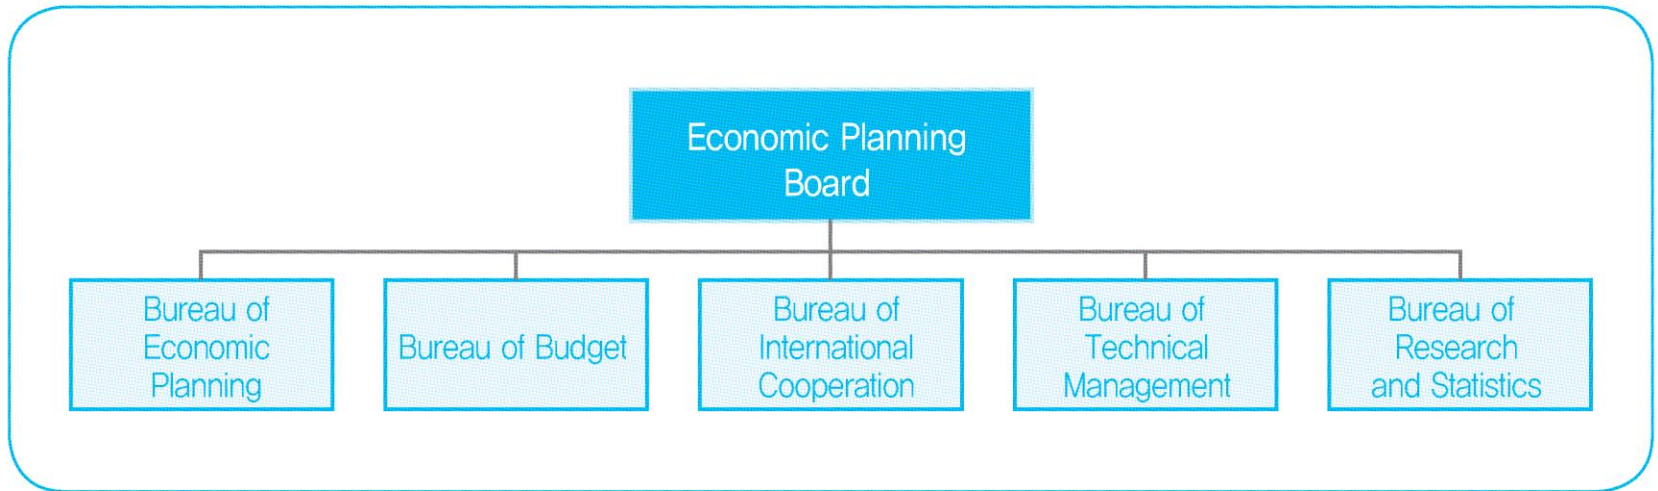 Economic Planning
Board
Bureau of
Economic
Planning
Bureau of Budget
Bureau of
International
Cooperation
Bureau of
Technical
Management
Bureau of
Research
and Statistics